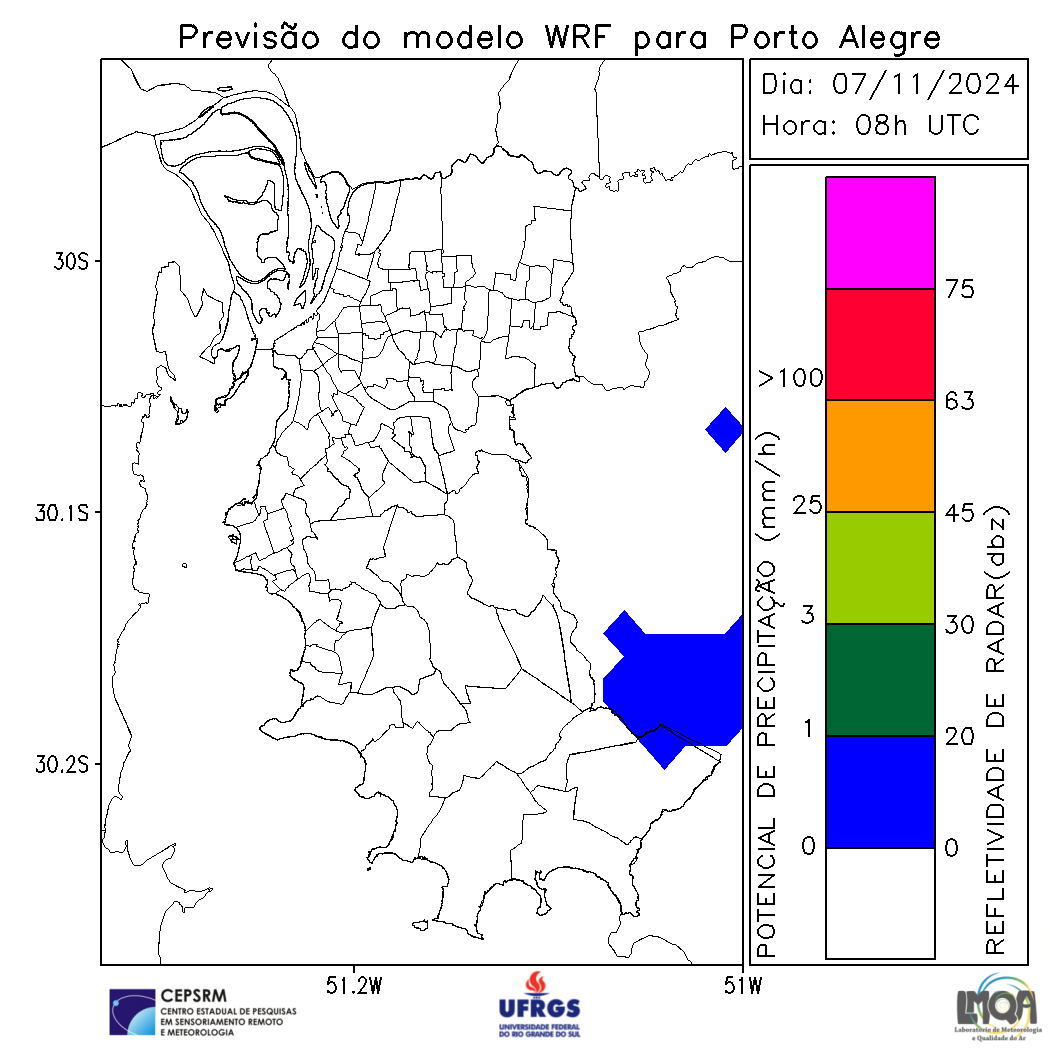 Previsão do modelo WRF para Porto Alegre
Dia: 07/11/2024
Hora: 08h UTC
30S
30.1S
30.2S
51.2W
51W
POTENCIAL DE PRECIPITAÇÃO (mm/h)
>100
25
3
1
0
75
63
45
30
20
0
REFLETIVIDADE DE RADAR(dbz)
CEPSRM
CENTRO ESTADUAL DE PESQUISAS
EM SENSORIAMENTO REMOTO
E METEOROLOGIA
UFRGS
UNIVERSIDADE FEDERAL
DO RIO GRANDE DO SUL
LMQA
Laboratório de Meteorologia
e Qualidade do Ar